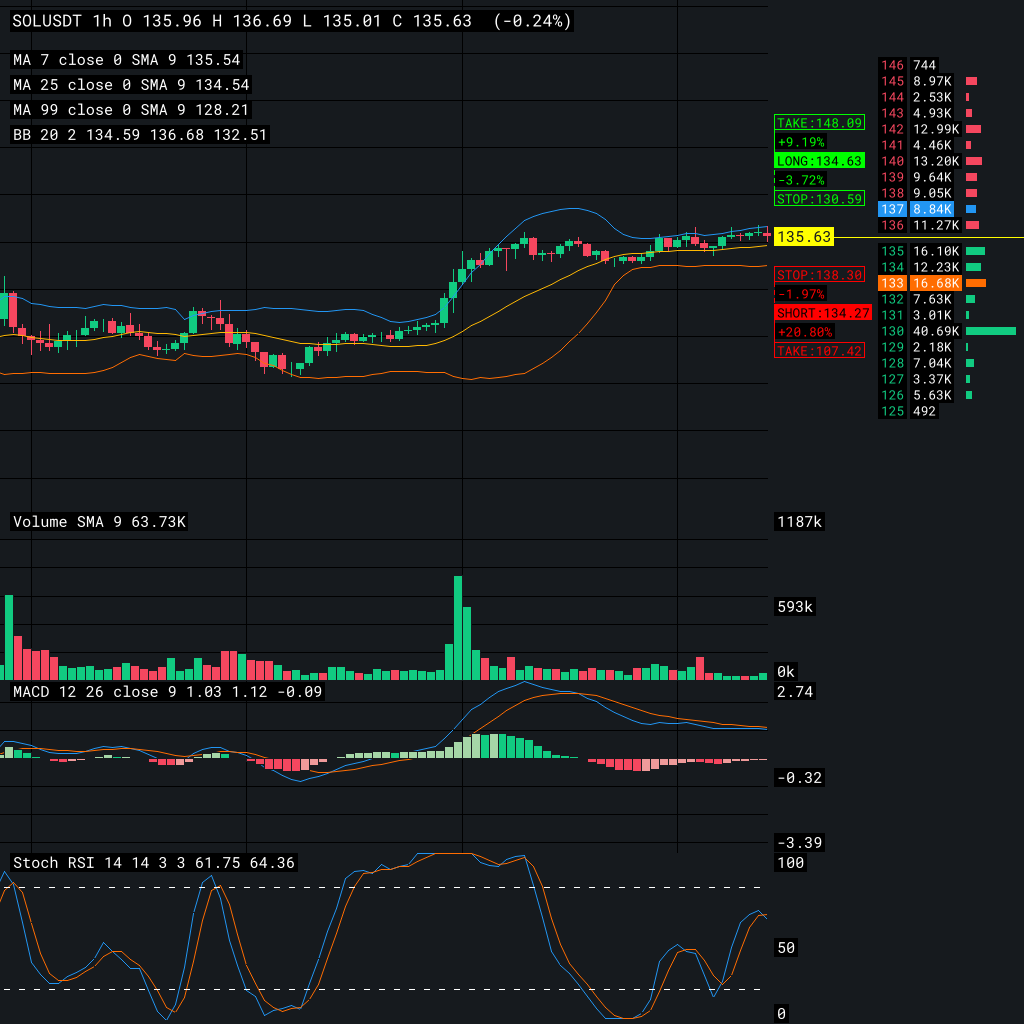 SOLUSDT 1h O 135.96 H 136.69 L 135.01 C 135.63 (-0.24%)
MA 7 close 0 SMA 9 135.54
MA 25 close 0 SMA 9 134.54
MA 99 close 0 SMA 9 128.21
BB 20 2 134.59 136.68 132.51
TAKE:148.09
+9.19%
LONG:134.63
-3.72%
STOP:130.59
135.63
STOP:138.30
-1.97%
SHORT:134.27
+20.80%
TAKE:107.42
146 744
145 8.97K
144 2.53K
143 4.93K
142 12.99K
141 4.46K
140 13.20K
139 9.64K
138 9.05K
137 8.84K
136 11.27K
135 16.10K
134 12.23K
133 16.68K
132 7.63K
131 3.01K
130 40.69K
129 2.18K
128 7.04K
127 3.37K
126 5.63K
125 492
Volume SMA 9 63.73K
1187k
593k
0k
MACD 12 26 close 9 1.03 1.12 -0.09
2.74
-0.32
-3.39
Stoch RSI 14 14 3 3 61.75 64.36
100
50
0